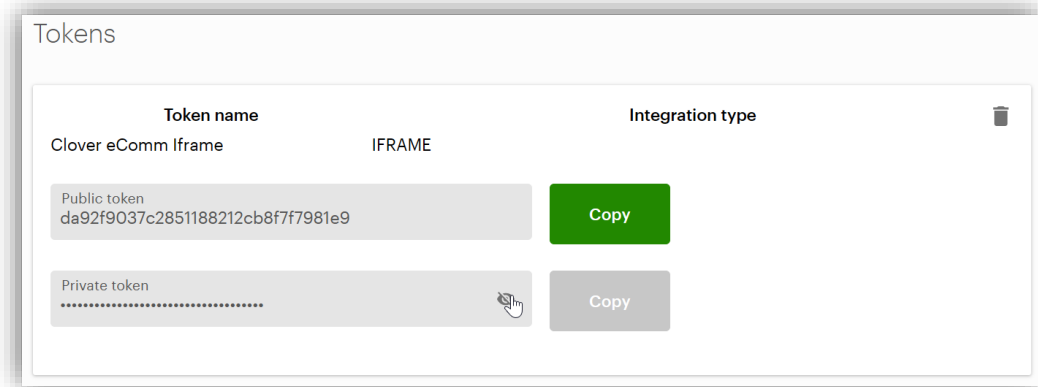 Tokens
Token name Integration type
Clover eComm Iframe IFRAME
Public token
da92f9037c2851188212cb8f7f7981e9
Copy
Private token
••••••••••••••••••••••••••••••••••••
Copy